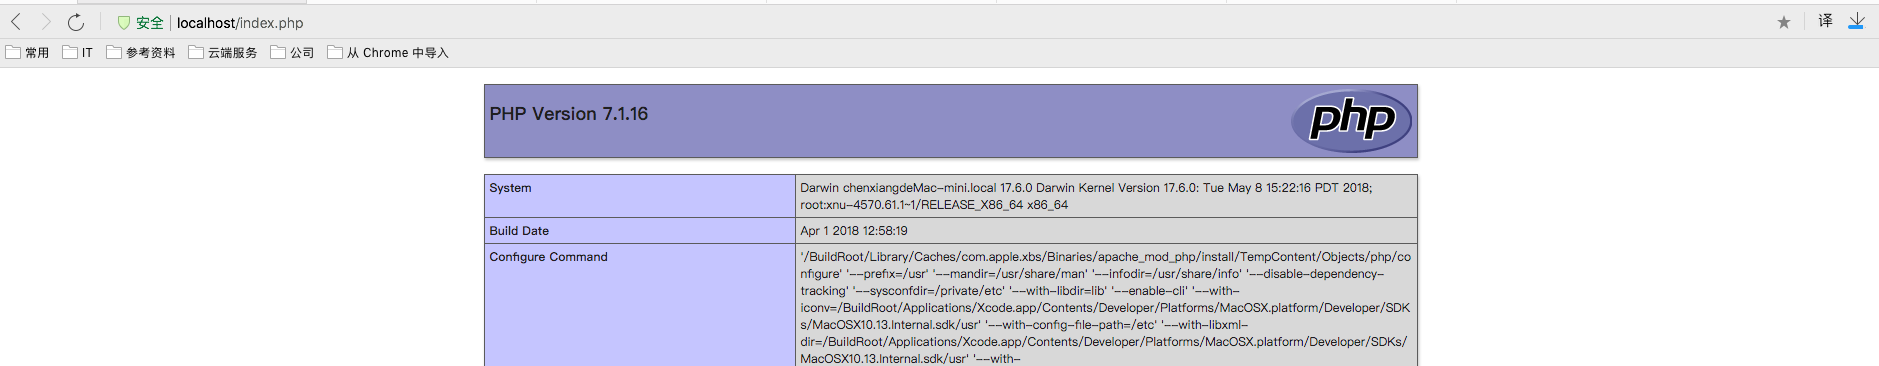 安全 localhost/index.php 译
常用 IT 参考资料 云端服务 公司 从 Chrome 中导入
PHP Version 7.1.16
php
System
Darwin chenxiangdeMac-mini.local 17.6.0 Darwin Kernel Version 17.6.0: Tue May 8 15:22:16 PDT 2018;
root:xnu-4570.61.1~1/RELEASE_X86_64 x86_64
Build Date
Apr 1 2018 12:58:19
Configure Command
'/BuildRoot/Library/Caches/com.apple.xbs/Binaries/apache_mod_php/install/TempContent/Objects/php/co
nfigure' '--prefix=/usr' '--mandir=/usr/share/man' '--infodir=/usr/share/info' '--disable-dependency-
tracking' '--sysconfdir=/private/etc' '--with-libdir=lib' '--enable-cli' '--with-
iconv=/BuildRoot/Applications/Xcode.app/Contents/Developer/Platforms/MacOSX.platform/Developer/SDK
s/MacOSX10.13.Internal.sdk/usr' '--with-config-file-path=/etc' '--with-libxml-
dir=/BuildRoot/Applications/Xcode.app/Contents/Developer/Platforms/MacOSX.platform/Developer/SDKs/
MacOSX10.13.Internal.sdk/usr' '--with-